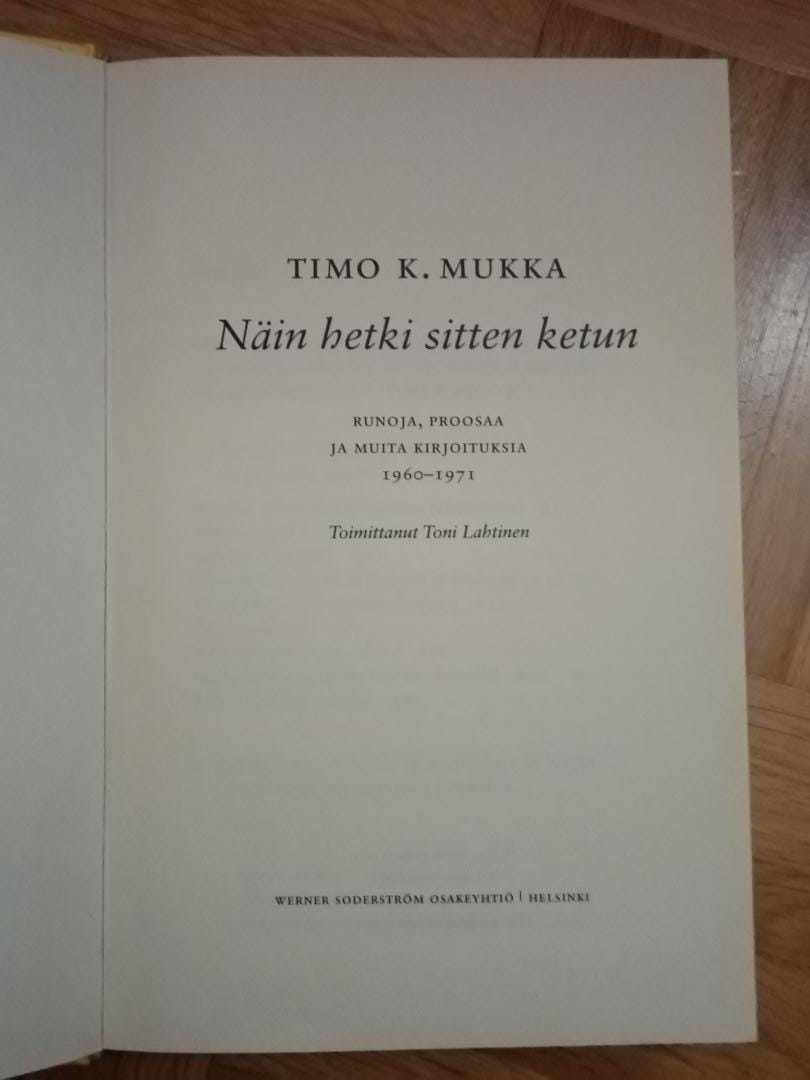 TIMO K. MUKKA
Näin hetki sitten ketun
RUNOJA, PROOSAA
JA MUITA KIRJOITUKSIA
1960–1971
Toimittanut Toni Lahtinen
WERNER SODERSTRÖM OSAKEYHTIÖ | HELSINKI